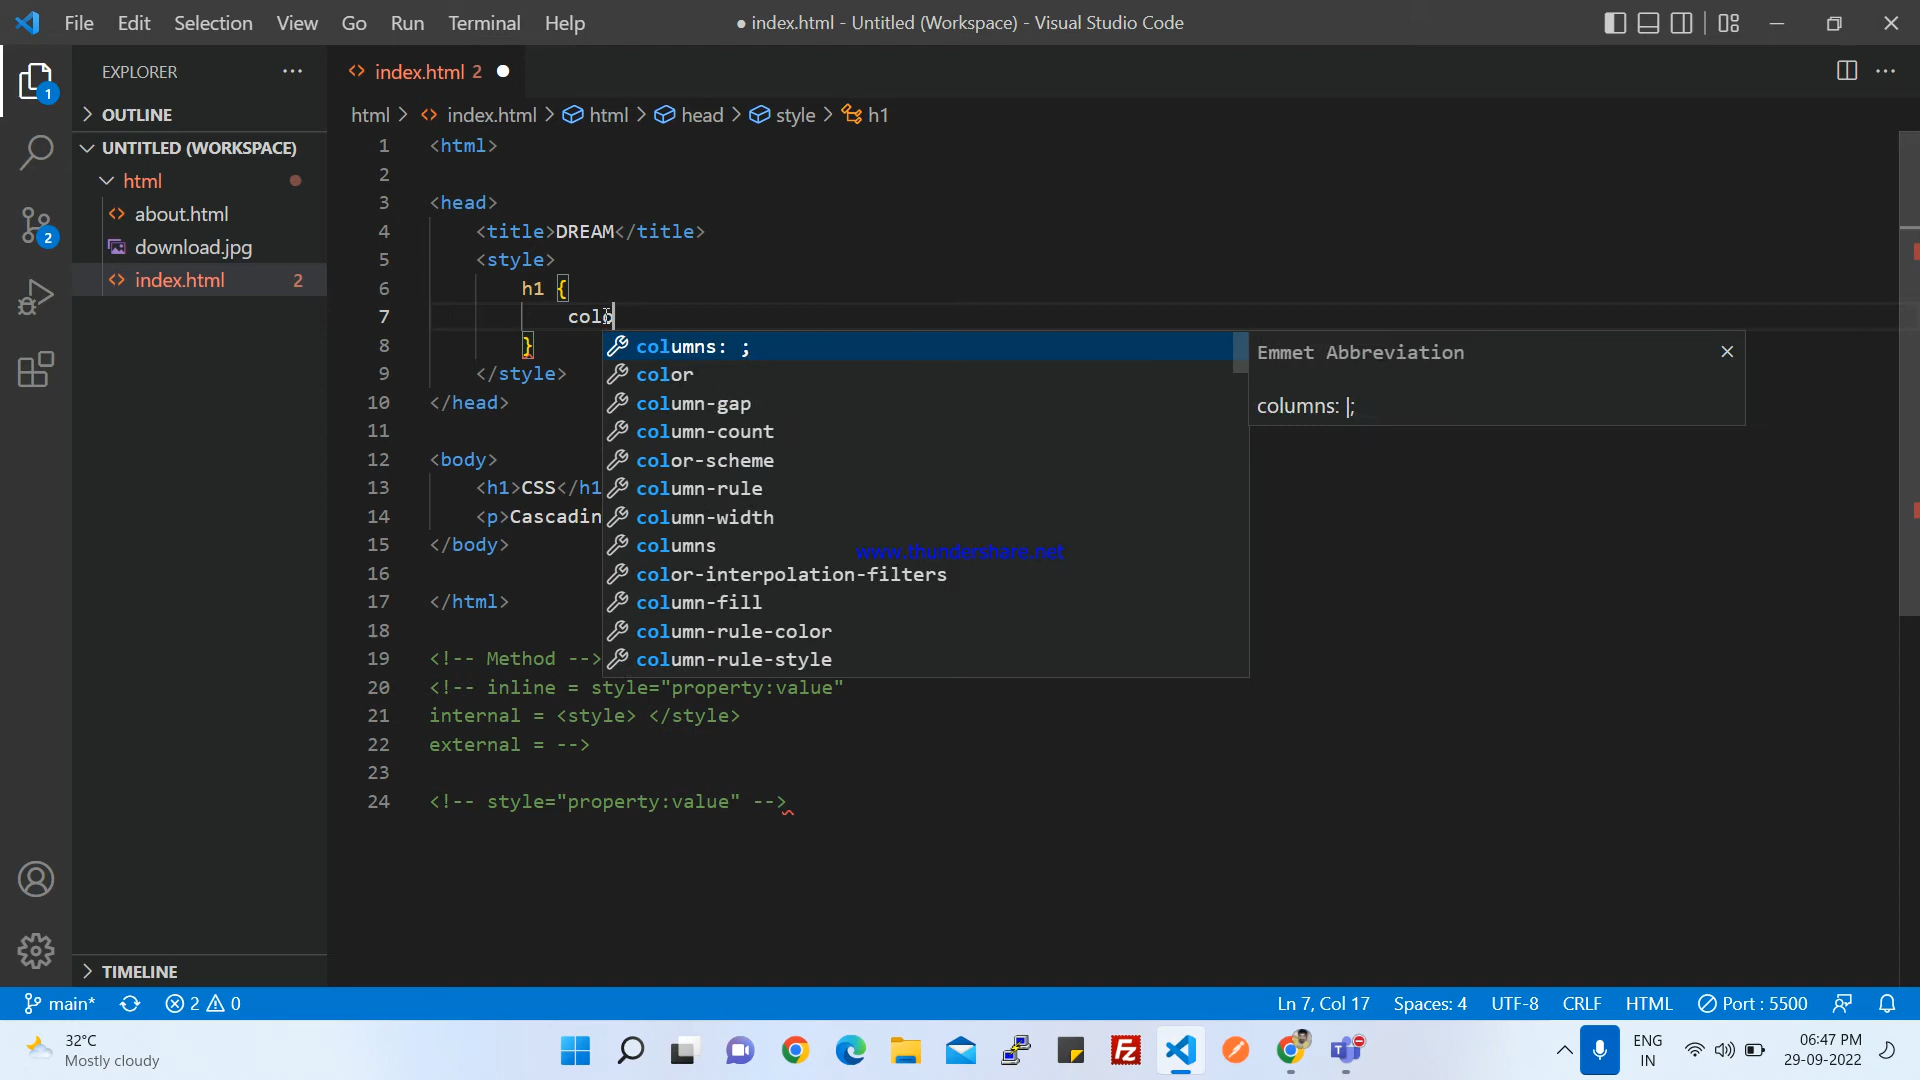 File Edit Selection View Go Run Terminal Help
● index.html - Untitled (Workspace) - Visual Studio Code
EXPLORER
index.html 2
OUTLINE
html > index.html > html > head > style > h1
UNTITLED (WORKSPACE)
html
about.html
download.jpg
index.html 2
1 <html>
2
3 <head>
4 <title>DREAM</title>
5 <style>
6 h1 {
7 colo
8 }
9 </style>
10 </head>
11
12 <body>
13 <h1>CSS</h1
14 <p>Cascadin
15 </body>
16
17 </html>
18
19 <!-- Method -->
20 <!-- inline = style="property:value"
21 internal = <style> </style>
22 external = -->
23
24 <!-- style="property:value" -->
columns: ;
color
column-gap
column-count
color-scheme
column-rule
column-width
columns
color-interpolation-filters
column-fill
column-rule-color
column-rule-style
Emmet Abbreviation
columns: |;
www.thundershare.net
1
2
TIMELINE
main* 2 0
Ln 7, Col 17 Spaces: 4 UTF-8 CRLF HTML Port : 5500
32°C
Mostly cloudy
ENG
IN
06:47 PM
29-09-2022